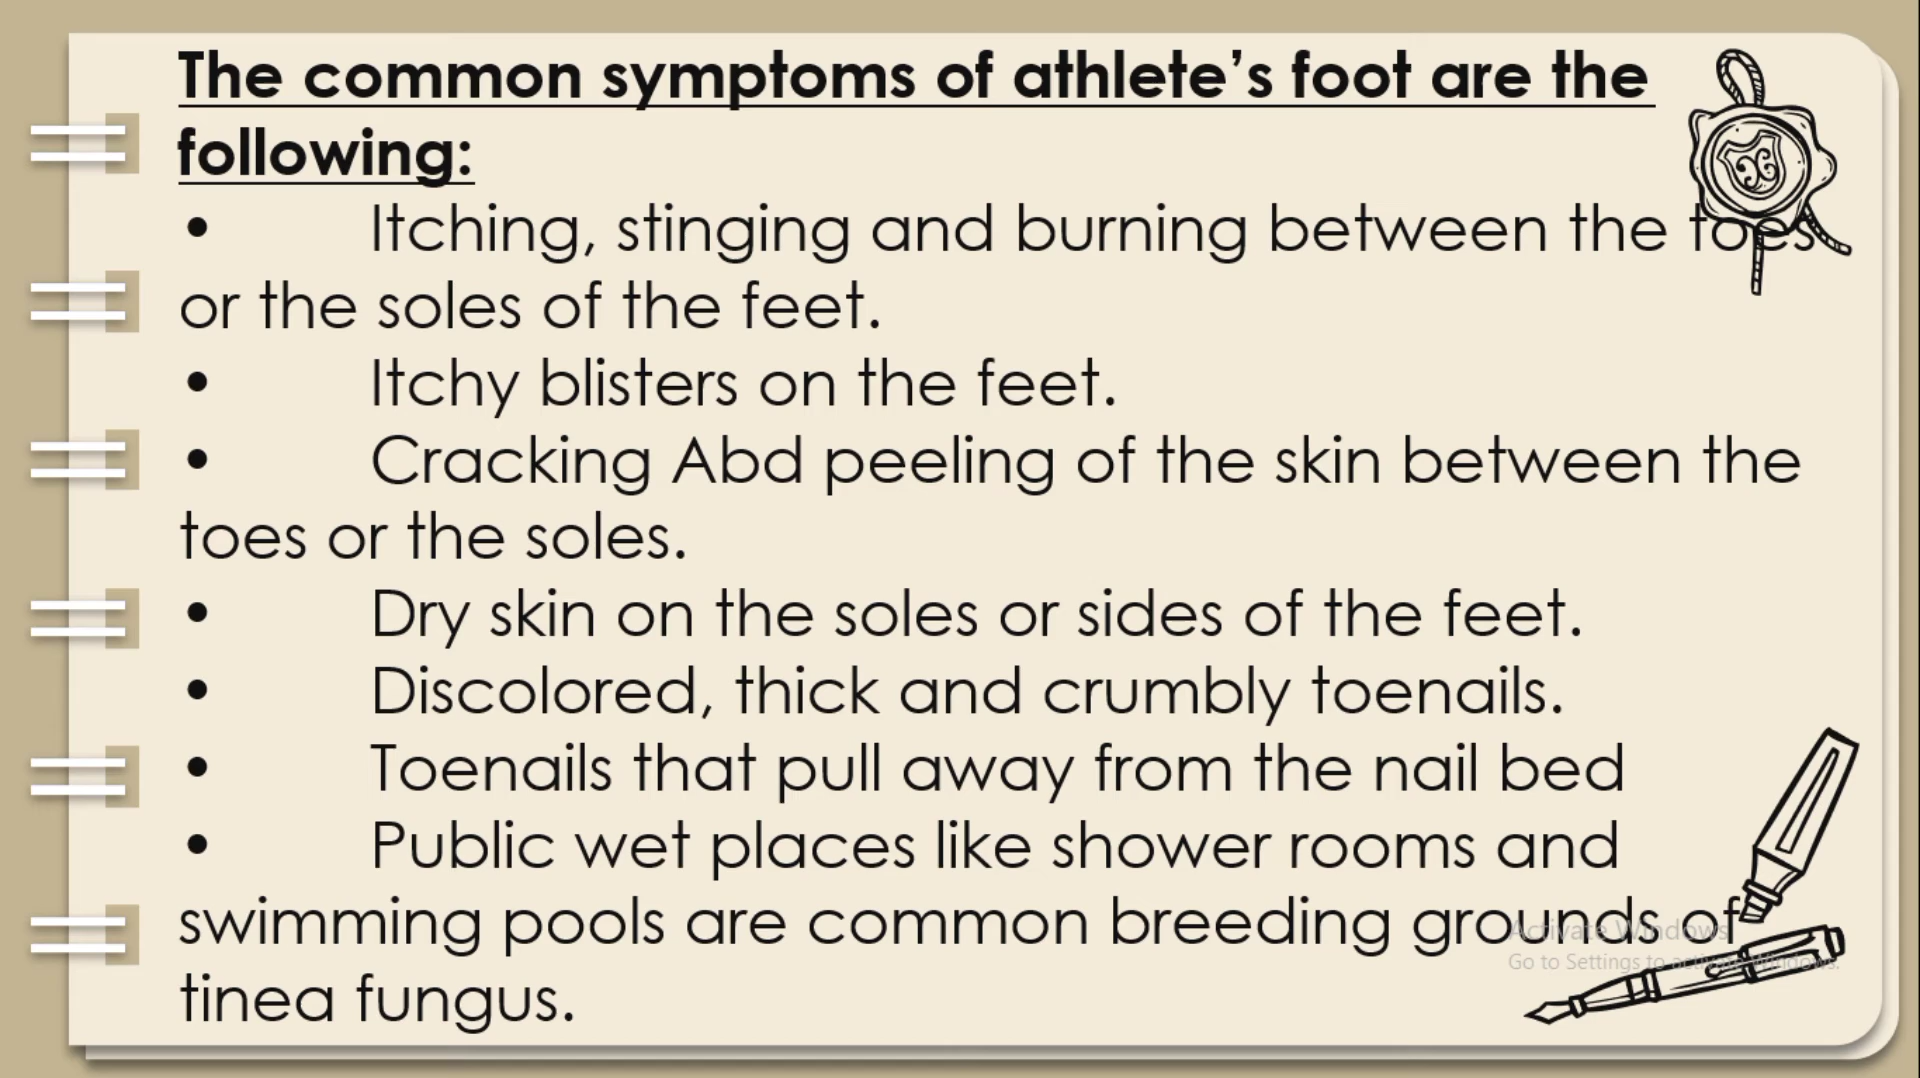 The common symptoms of athlete’s foot are the
following:
• Itching, stinging and burning between the toes
or the soles of the feet.
• Itchy blisters on the feet.
• Cracking Abd peeling of the skin between the
toes or the soles.
• Dry skin on the soles or sides of the feet.
• Discolored, thick and crumbly toenails.
• Toenails that pull away from the nail bed
• Public wet places like shower rooms and
swimming pools are common breeding grounds of
tinea fungus.
Activate Windows
Go to Settings to activate Windows.